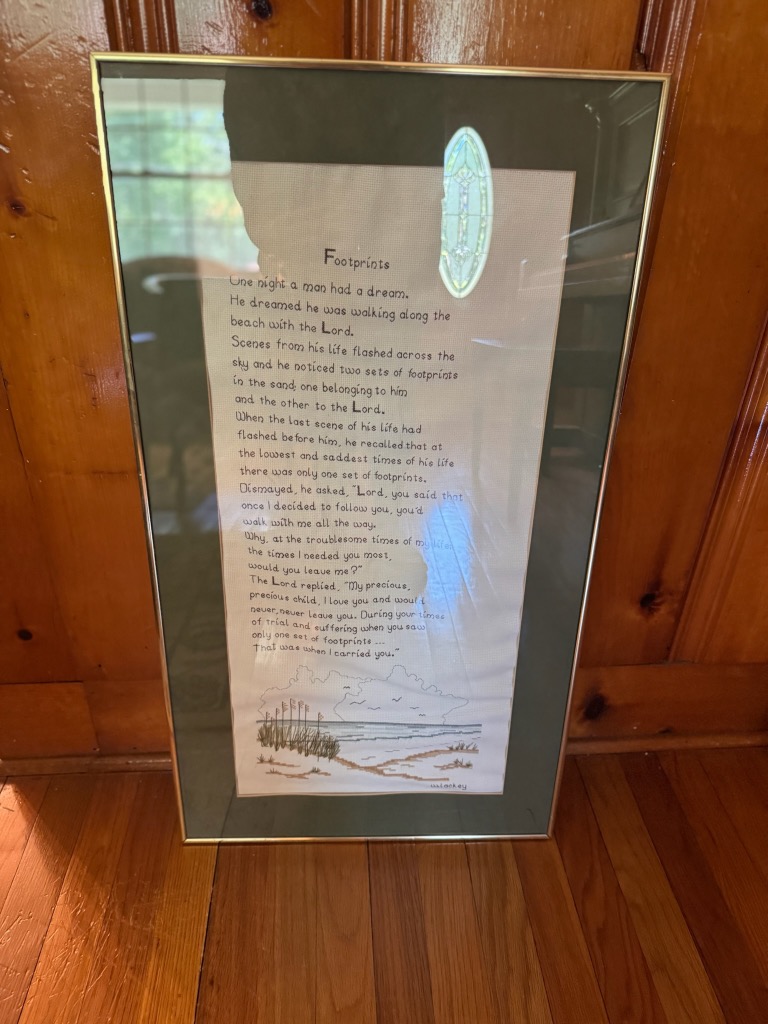 Footprints
One night a man had a dream.
He dreamed he was walking along the
beach with the Lord.
Scenes from his life flashed across the
sky and he noticed two sets of footprints
in the sand; one belonging to him
and the other to the Lord.
When the last scene of his life had
flashed before him, he recalled that at
the lowest and saddest times of his life
there was only one set of footprints.
Dismayed, he asked, "Lord, you said that
once I decided to follow you, you'd
walk with me all the way.
Why, at the troublesome times of my life
the times I needed you most,
would you leave me?"
The Lord replied, "My precious,
precious child, I love you and would
never, never leave you. During your times
of trial and suffering when you saw
only one set of footprints ...
That was when I carried you."